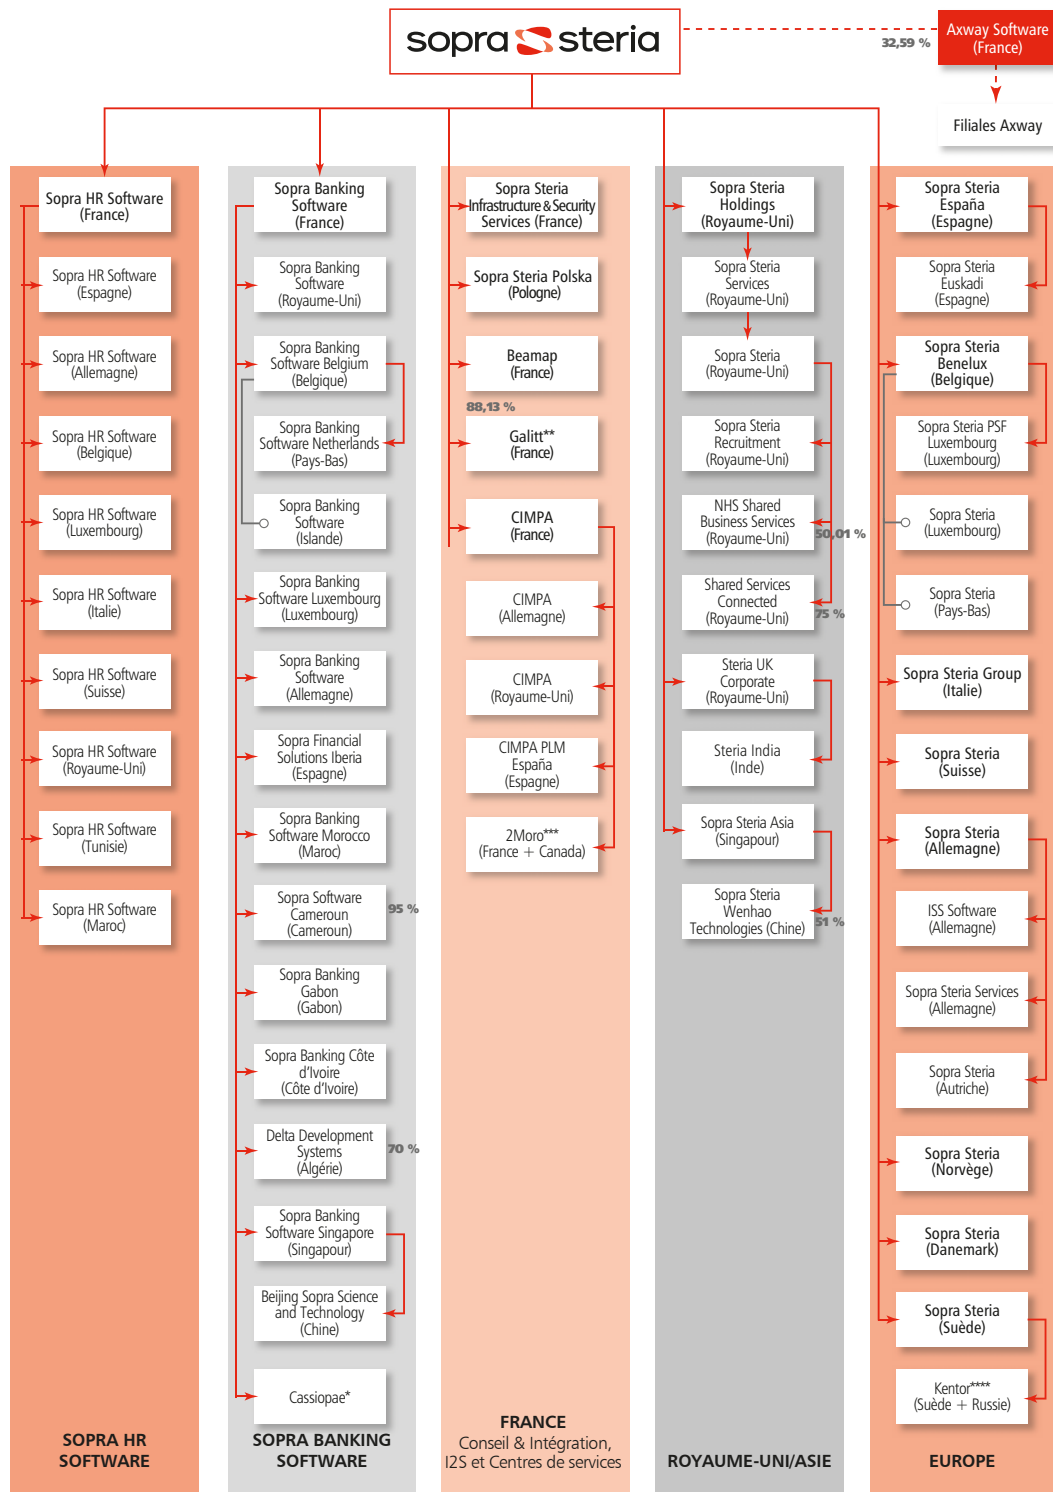 sopra steria
32,59 %
Axway Software
(France)
Filiales Axway
Sopra HR Software
(France)
Sopra HR Software
(Espagne)
Sopra HR Software
(Allemagne)
Sopra HR Software
(Belgique)
Sopra HR Software
(Luxembourg)
Sopra HR Software
(Italie)
Sopra HR Software
(Suisse)
Sopra HR Software
(Royaume-Uni)
Sopra HR Software
(Tunisie)
Sopra HR Software
(Maroc)
SOPRA HR
SOFTWARE
Sopra Banking
Software
(France)
Sopra Banking
Software
(Royaume-Uni)
Sopra Banking
Software Belgium
(Belgique)
Sopra Banking
Software Netherlands
(Pays-Bas)
Sopra Banking
Software
(Islande)
Sopra Banking
Software Luxembourg
(Luxembourg)
Sopra Banking
Software
(Allemagne)
Sopra Financial
Solutions Iberia
(Espagne)
Sopra Banking
Software Morocco
(Maroc)
Sopra Software
Cameroun
(Cameroun)
95 %
Sopra Banking
Gabon
(Gabon)
Sopra Banking Côte
d'Ivoire
(Côte d'Ivoire)
Delta Development
Systems
(Algérie)
70 %
Sopra Banking
Software Singapore
(Singapour)
Beijing Sopra Science
and Technology
(Chine)
Cassiopae*
SOPRA BANKING
SOFTWARE
Sopra Steria
Infrastructure & Security
Services (France)
Sopra Steria Polska
(Pologne)
Beamap
(France)
88,13 %
Galitt**
(France)
CIMPA
(France)
CIMPA
(Allemagne)
CIMPA
(Royaume-Uni)
CIMPA PLM
España
(Espagne)
2Moro***
(France + Canada)
FRANCE
Conseil & Intégration,
I2S et Centres de services
Sopra Steria
Holdings
(Royaume-Uni)
Sopra Steria
Services
(Royaume-Uni)
Sopra Steria
(Royaume-Uni)
Sopra Steria
Recruitment
(Royaume-Uni)
NHS Shared
Business Services
(Royaume-Uni)
50,01 %
Shared Services
Connected
(Royaume-Uni)
75 %
Steria UK
Corporate
(Royaume-Uni)
Steria India
(Inde)
Sopra Steria Asia
(Singapour)
Sopra Steria
Wenhao
Technologies (Chine)
51 %
ROYAUME-UNI/ASIE
Sopra Steria
España
(Espagne)
Sopra Steria
Euskadi
(Espagne)
Sopra Steria
Benelux
(Belgique)
Sopra Steria PSF
Luxembourg
(Luxembourg)
Sopra Steria
(Luxembourg)
Sopra Steria
(Pays-Bas)
Sopra Steria Group
(Italie)
Sopra Steria
(Suisse)
Sopra Steria
(Allemagne)
ISS Software
(Allemagne)
Sopra Steria Services
(Allemagne)
Sopra Steria
(Autriche)
Sopra Steria
(Norvège)
Sopra Steria
(Danemark)
Sopra Steria
(Suède)
Kentor****
(Suède + Russie)
EUROPE